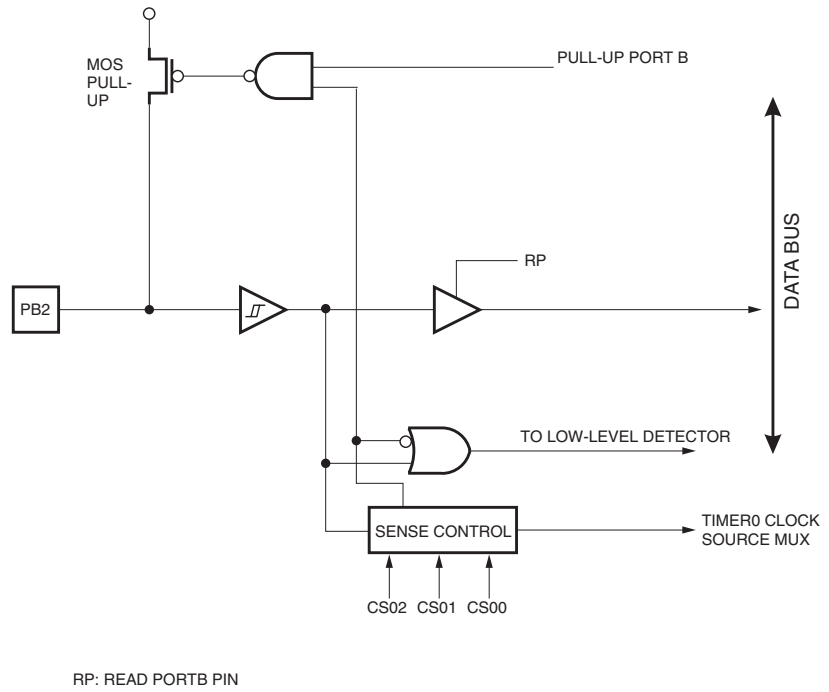 MOS
PULL-
UP
PULL-UP PORT B
RP
PB2
DATA BUS
TO LOW-LEVEL DETECTOR
SENSE CONTROL
TIMER0 CLOCK
SOURCE MUX
CS02 CS01 CS00
RP: READ PORTB PIN